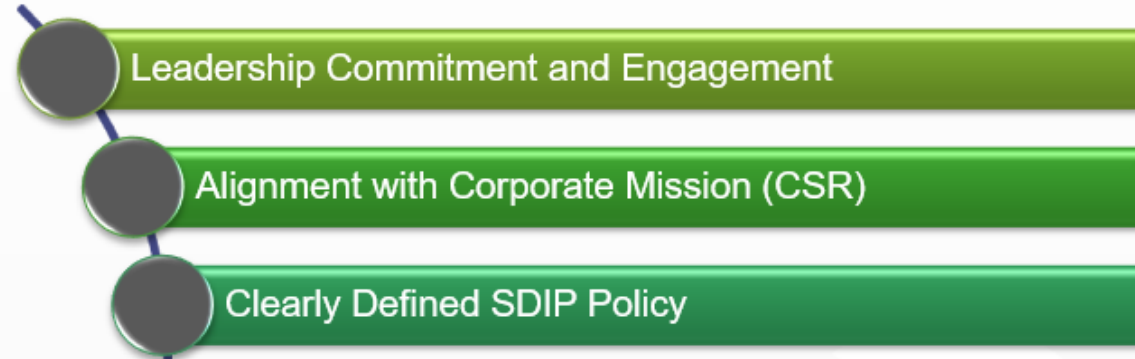 Leadership Commitment and Engagement
Alignment with Corporate Mission (CSR)
Clearly Defined SDIP Policy